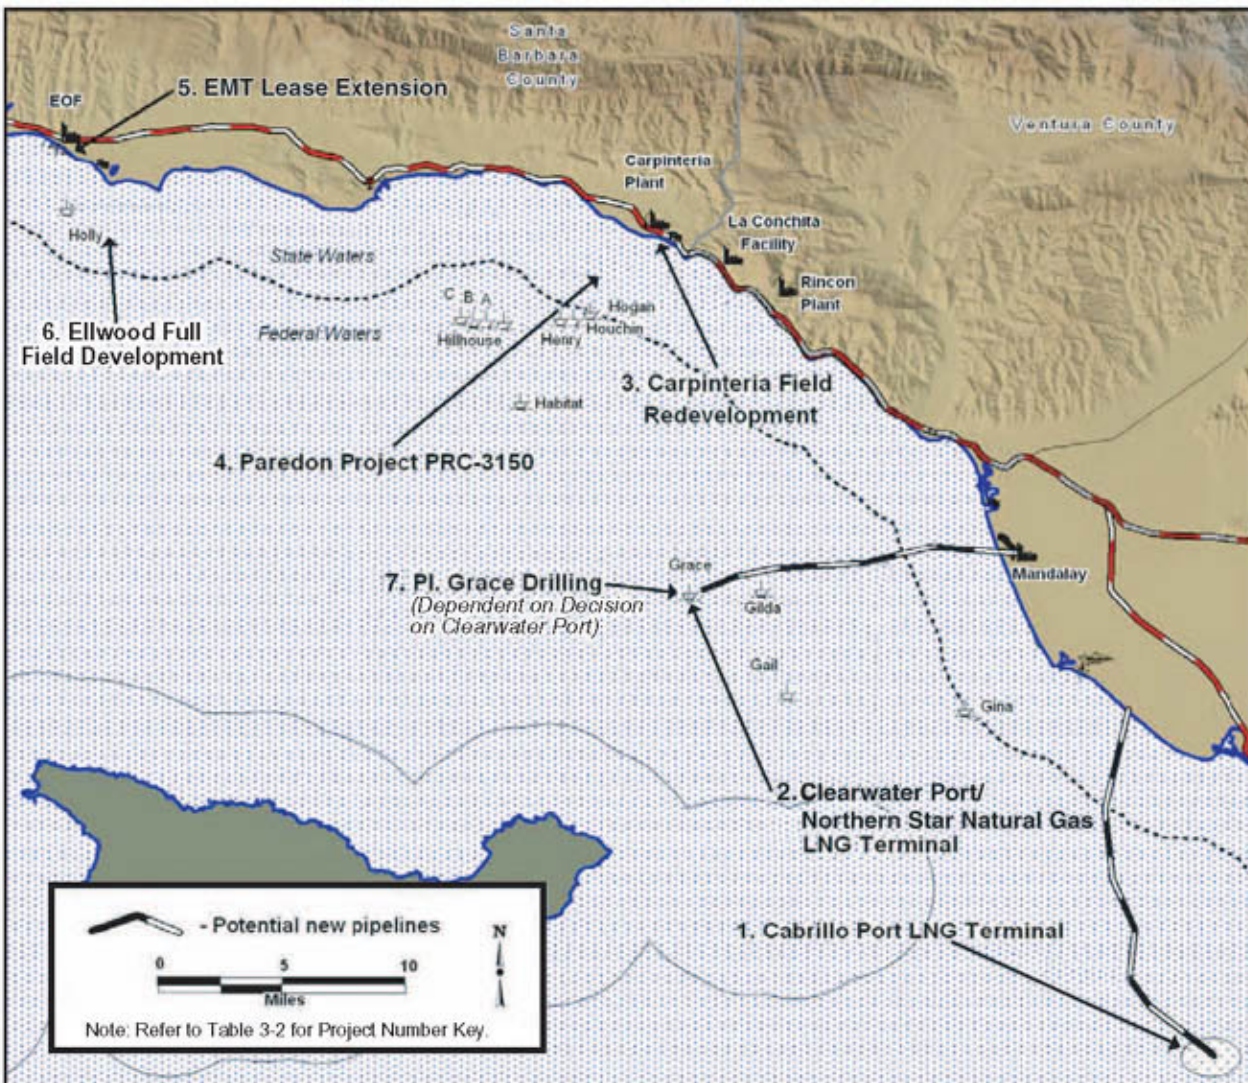 Santa
Barbara
County
5. EMT Lease Extension
EOF
Ventura County
Carpinteria
Plant
La Conchita
Facility
Holly
State Waters
Rincon
Plant
C B A
Hogan
6. Ellwood Full
Field Development
Federal Waters
Hillhouse
Henry
Houchin
3. Carpinteria Field
Redevelopment
Habitat
4. Paredon Project PRC-3150
Grace
Mandalay
7. Pl. Grace Drilling
(Dependent on Decision
on Clearwater Port)
Gilda
Gail
Gina
2. Clearwater Port/
Northern Star Natural Gas
LNG Terminal
1. Cabrillo Port LNG Terminal
- Potential new pipelines
N
0 5 10
Miles
Note: Refer to Table 3-2 for Project Number Key.